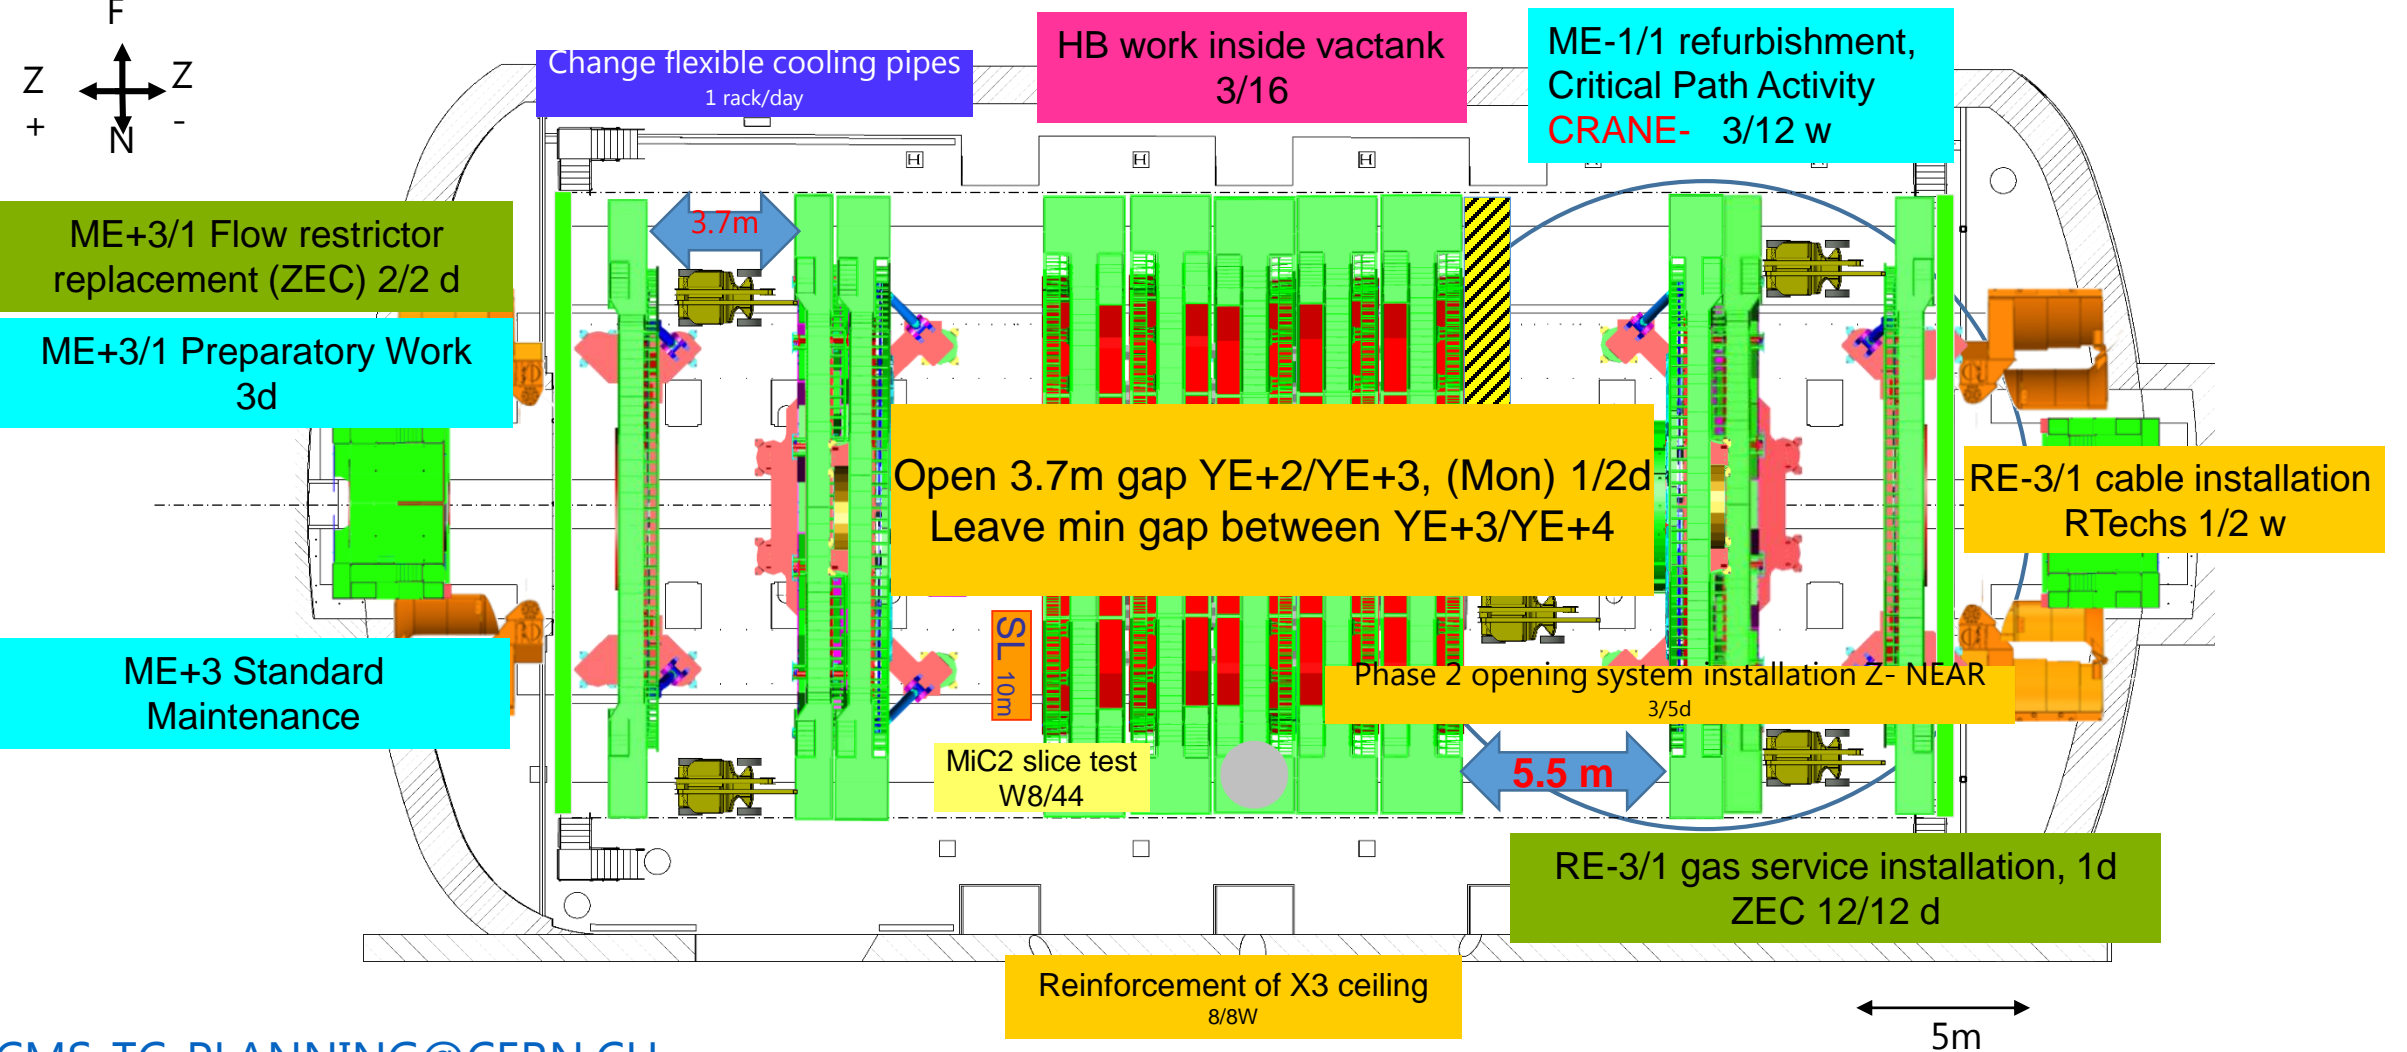 F
Z
Z
+
-
N
Change flexible cooling pipes
1 rack/day
HB work inside vactank
3/16
ME-1/1 refurbishment,
Critical Path Activity
CRANE- 3/12 w
H
H
H
3.7m
ME+3/1 Flow restrictor
replacement (ZEC) 2/2 d
ME+3/1 Preparatory Work
3d
Open 3.7m gap YE+2/YE+3, (Mon) 1/2d
Leave min gap between YE+3/YE+4
RE-3/1 cable installation
RTechs 1/2 w
ME+3 Standard
Maintenance
SL 10m
Phase 2 opening system installation Z- NEAR
3/5d
MiC2 slice test
W8/44
5.5 m
RE-3/1 gas service installation, 1d
ZEC 12/12 d
Reinforcement of X3 ceiling
8/8W
5m
CMS-TC-PLANNING@CERN.CH